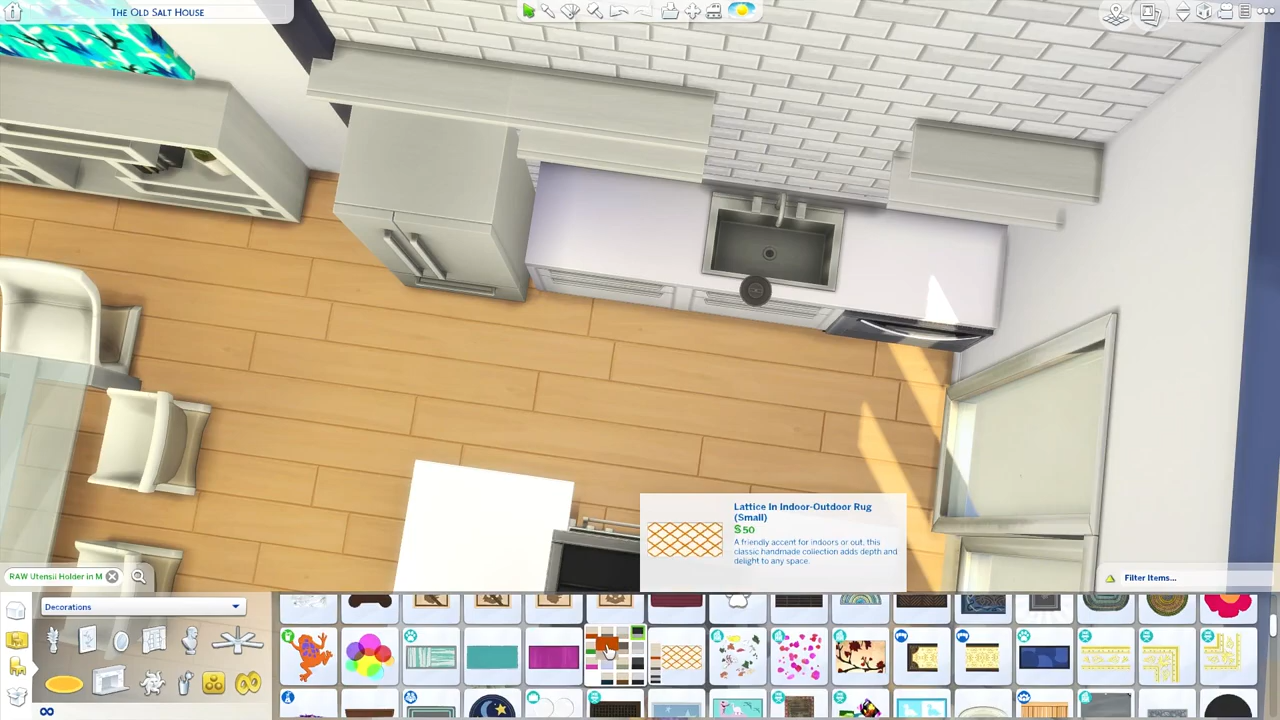 THE OLD SALT HOUSE
Lattice In Indoor-Outdoor Rug
(Small)
$50
A friendly accent for indoors or out, this
classic handmade collection adds depth and
delight to any space.
RAW Utensil Holder in M
Filter Items...
Decorations